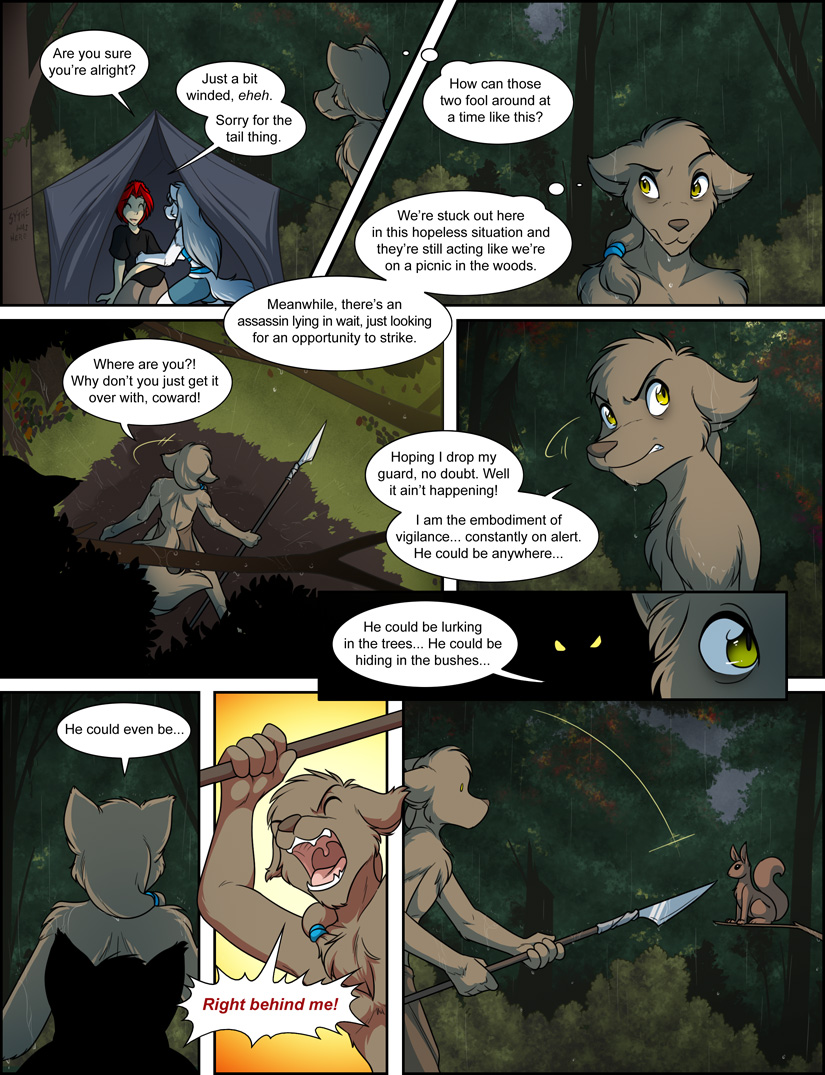 Are you sure
you're alright?
Just a bit
winded, eheh.
Sorry for the
tail thing.
How can those
two fool around at
a time like this?
We're stuck out here
in this hopeless situation and
they're still acting like we're
on a picnic in the woods.
Meanwhile, there's an
assassin lying in wait, just looking
for an opportunity to strike.
Where are you?!
Why don't you just get it
over with, coward!
Hoping I drop my
guard, no doubt. Well
it ain't happening!
I am the embodiment of
vigilance... constantly on alert.
He could be anywhere...
He could be lurking
in the trees... He could be
hiding in the bushes...
He could even be...
Right behind me!